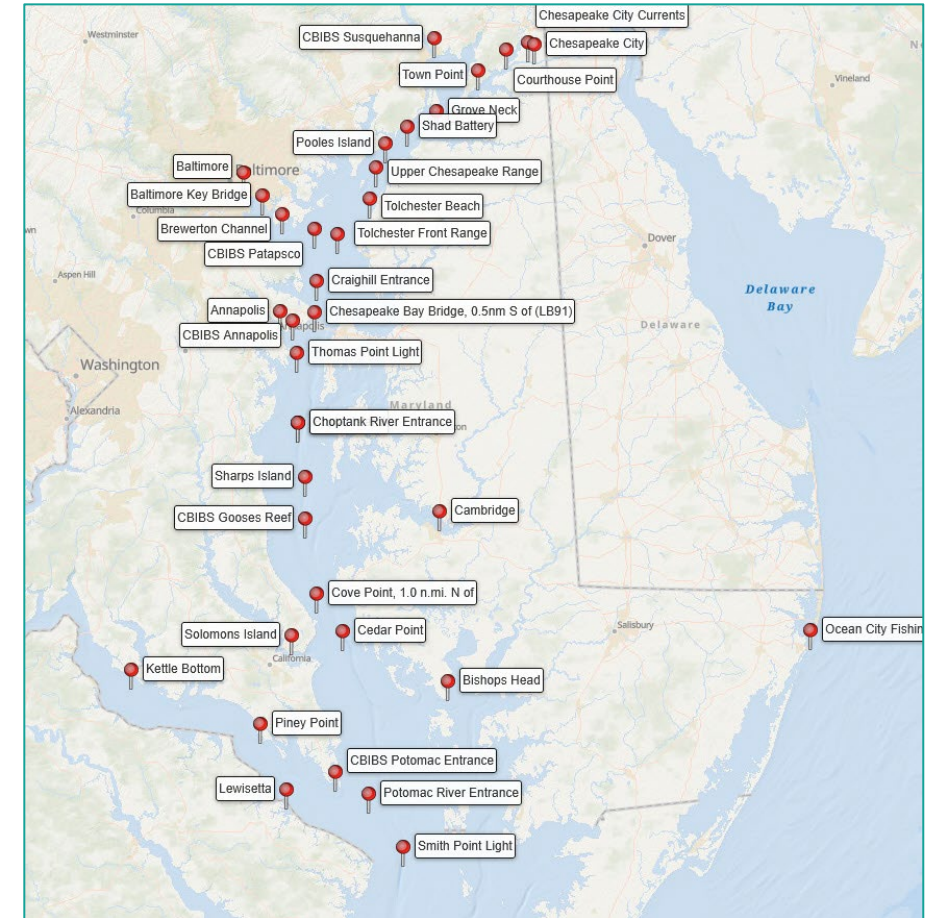 Chesapeake City Currents
Westminster
CBIBS Susquehanna
Chesapeake City
Town Point
Courthouse Point
Vineland
Grove Neck
Shad Battery
Pooles Island
Baltimore
ltimore
Upper Chesapeake Range
Baltimore Key Bridge
Tolchester Beach
Columbia
Brewerton Channel
Tolchester Front Range
Dover
CBIBS Patapsco
Aspen Hill
Craighill Entrance
Delaware
Bay
Annapolis
Chesapeake Bay Bridge, 0.5nm S of (LB91)
apolis
Delaware
CBIBS Annapolis
Thomas Point Light
Washington
Maryland
Alexandria
Choptank River Entrance
on
Sharps Island
Cambridge
CBIBS Gooses Reef
Cove Point, 1.0 n.mi. N of
Salisbury
Cedar Point
Ocean City Fishin
Solomons Island
California
Kettle Bottom
Bishops Head
Piney Point
CBIBS Potomac Entrance
Lewisetta
Potomac River Entrance
Smith Point Light